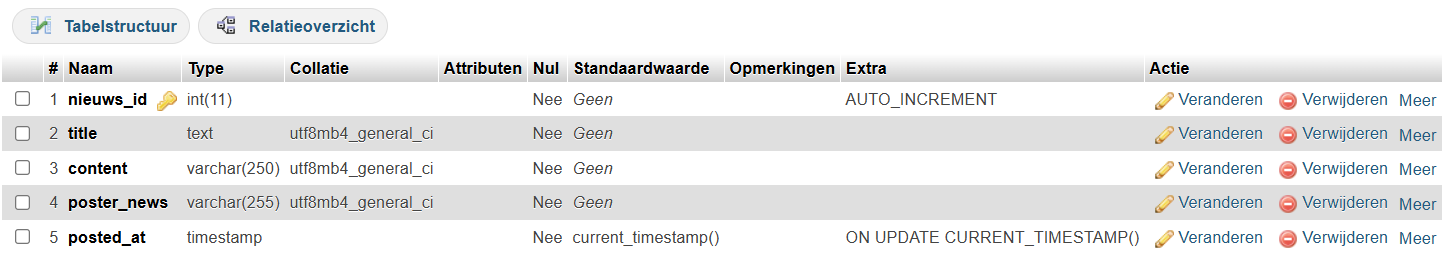 Tabelstructuur Relatieoverzicht
# Naam Type Collatie Attributen Nul Standaardwaarde Opmerkingen Extra Actie
1 nieuws_id int(11) Nee Geen AUTO_INCREMENT Veranderen Verwijderen Meer
2 title text utf8mb4_general_ci Nee Geen Veranderen Verwijderen Meer
3 content varchar(250) utf8mb4_general_ci Nee Geen Veranderen Verwijderen Meer
4 poster_news varchar(255) utf8mb4_general_ci Nee Geen Veranderen Verwijderen Meer
5 posted_at timestamp Nee current_timestamp() ON UPDATE CURRENT_TIMESTAMP() Veranderen Verwijderen Meer